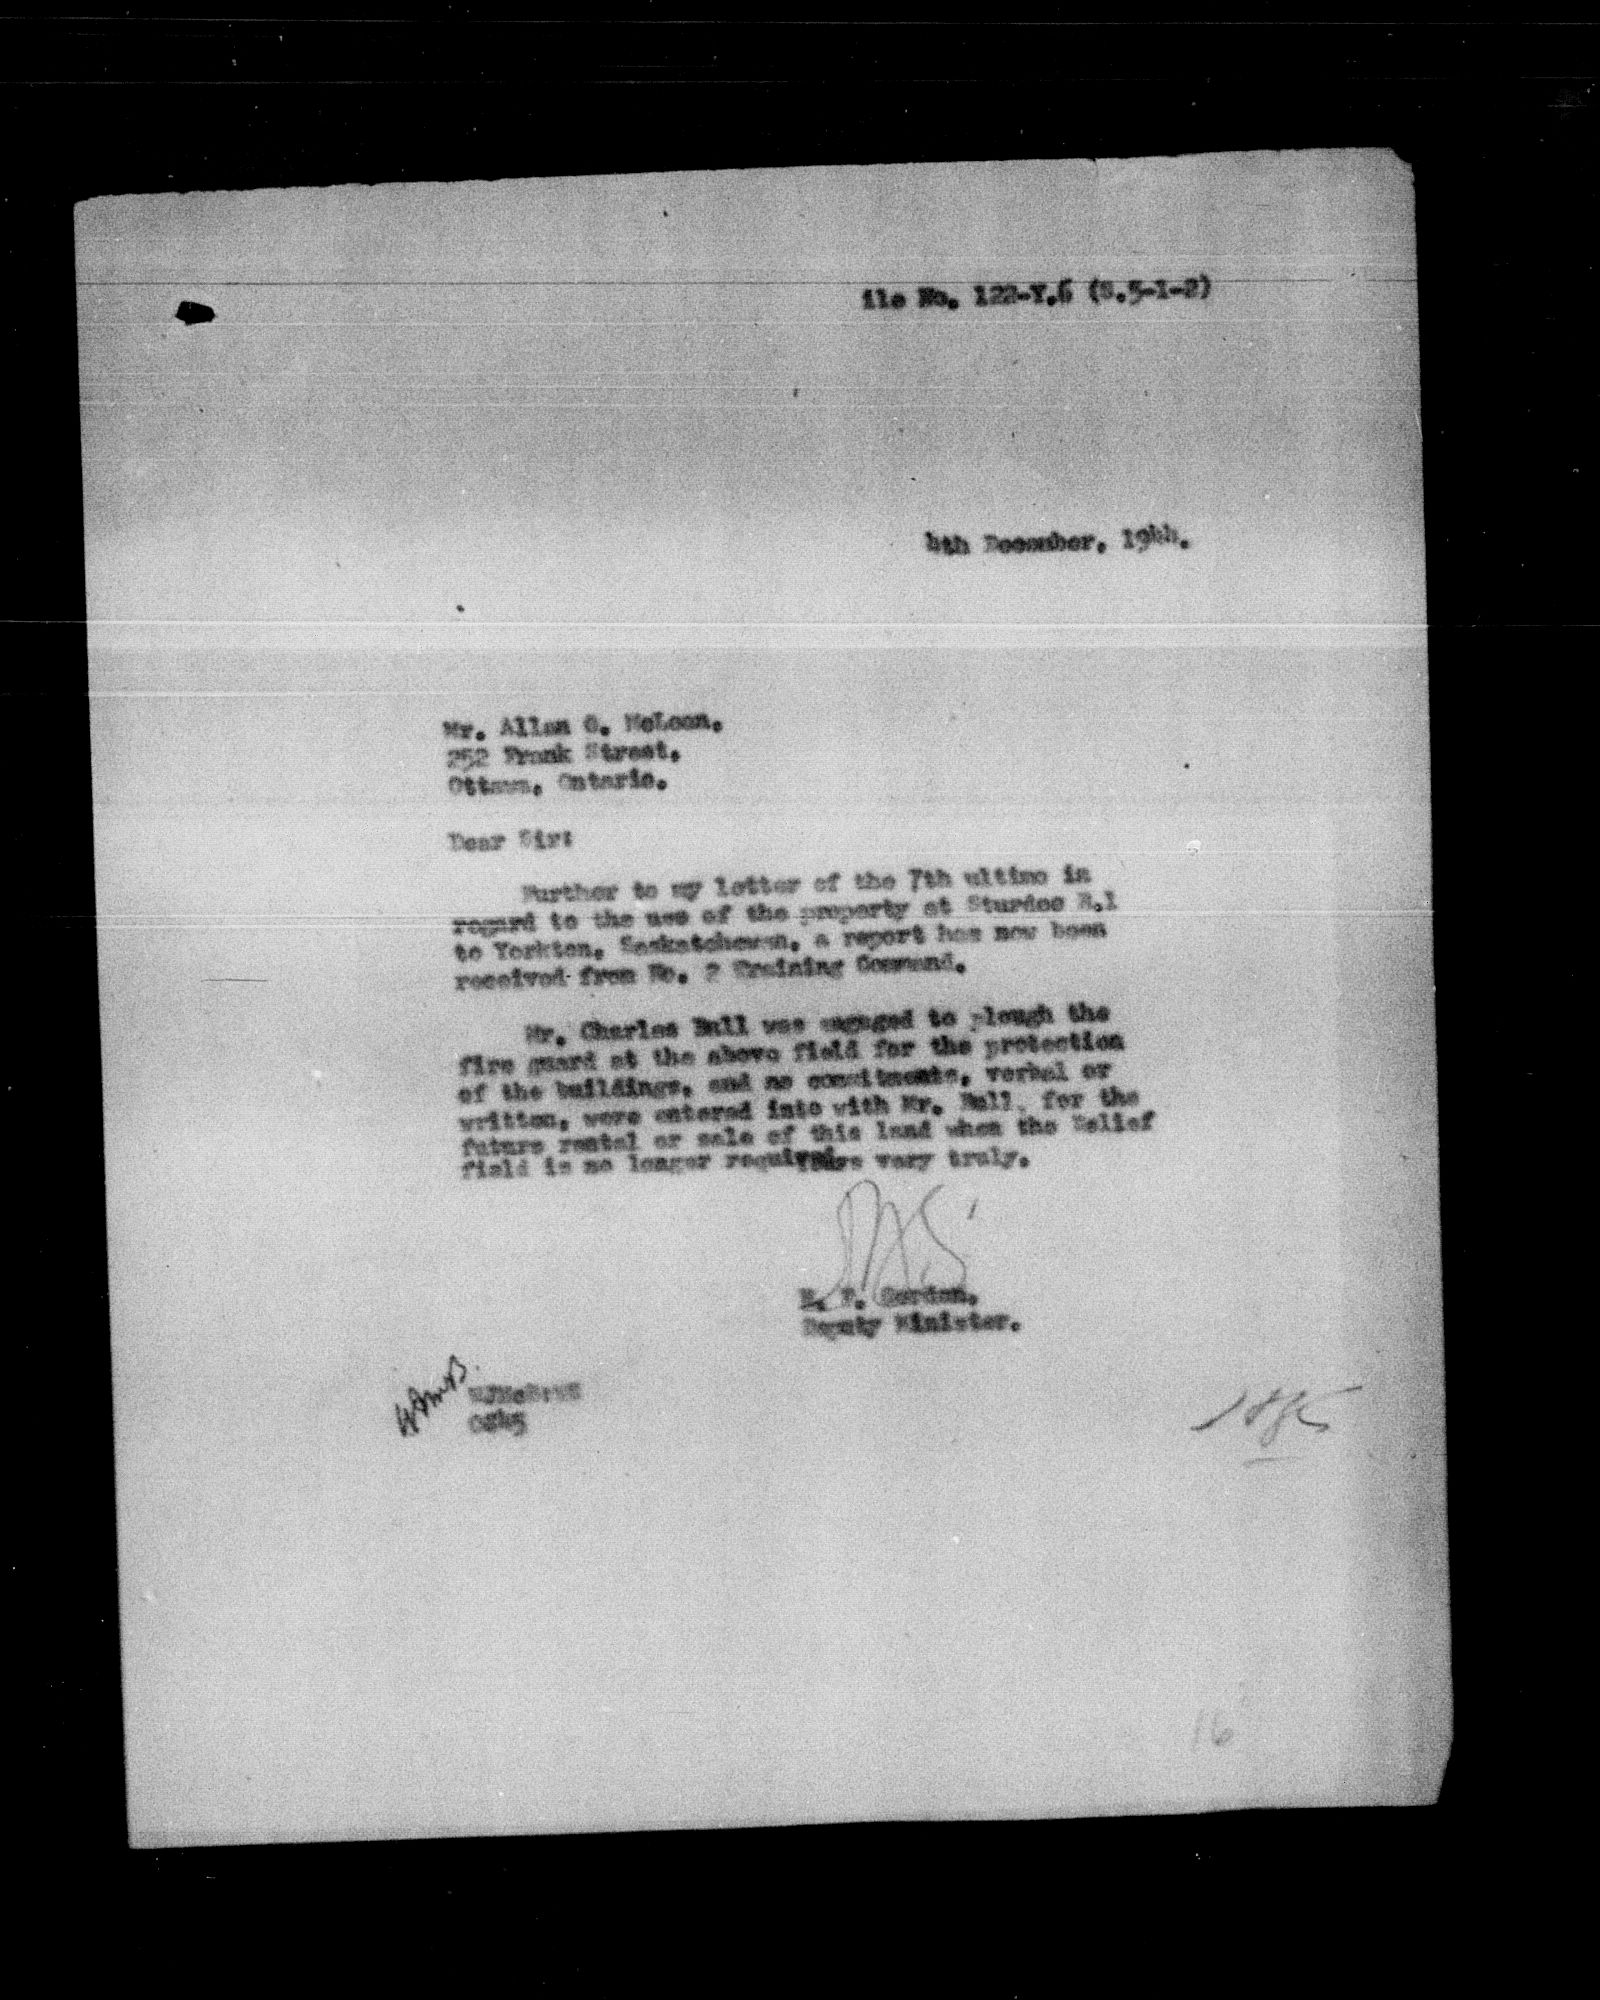 ile No. 122-Y.6 (S.5-1-2)
4th December, 1944.
Mr. Allan G. McLean,
252 Frank Street,
Ottawa, Ontario.
Dear Sir:
Further to my letter of the 7th ultimo in
regard to the use of the property at Sturdee R.1
to Yorkton, Saskatchewan, a report has now been
received from No. 2 Training Command.
Mr. Charles Ball was engaged to plough the
fire guard at the above field for the protection
of the buildings, and no commitments, verbal or
written, were entered into with Mr. Ball, for the
future rental or sale of this land when the Relief
field is no longer required.
Yours very truly,
Gordon,
Deputy Minister.
16